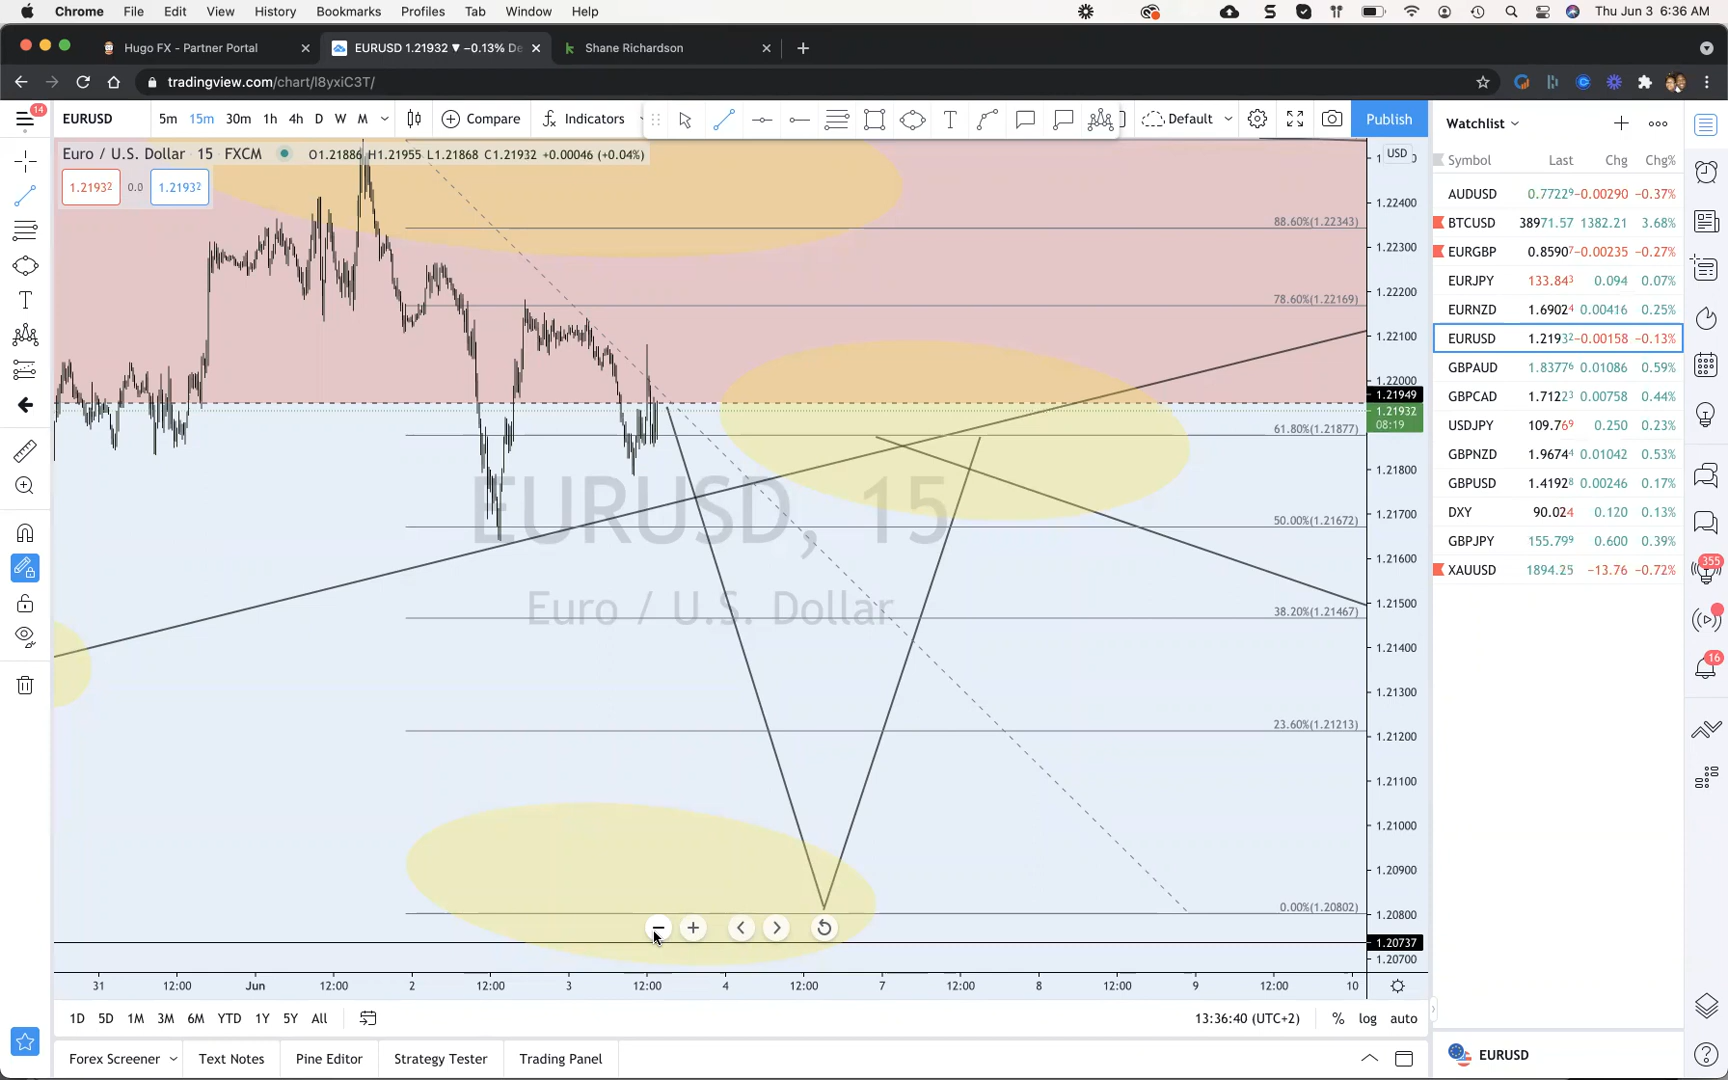 Chrome File Edit View History Bookmarks Profiles Tab Window Help Thu Jun 3 6:36 AM
Hugo FX - Partner Portal EURUSD 1.21932 ▼ −0.13% De Shane Richardson
tradingview.com/chart/l8yxiC3T/
14 EURUSD 5m 15m 30m 1h 4h D W M Compare Indicators T Default Publish Watchlist
Euro / U.S. Dollar · 15 · FXCM O1.21886 H1.21955 L1.21868 C1.21932 +0.00046 (+0.04%)
1.21932 0.0 1.21932
USD
1.22400
1.22300
1.22200
1.22100
1.22000
1.21949
1.21932
08:19
1.21800
1.21700
1.21600
1.21500
1.21400
1.21300
1.21200
1.21100
1.21000
1.20900
1.20800
1.20737
1.20700
88.60%(1.22343)
78.60%(1.22169)
61.80%(1.21877)
50.00%(1.21672)
38.20%(1.21467)
23.60%(1.21213)
0.00%(1.20802)
EURUSD, 15
Euro / U.S. Dollar
31 12:00 Jun 12:00 2 12:00 3 12:00 4 12:00 7 12:00 8 12:00 9 12:00 10
1D 5D 1M 3M 6M YTD 1Y 5Y All 13:36:40 (UTC+2) % log auto
Forex Screener Text Notes Pine Editor Strategy Tester Trading Panel
Symbol Last Chg Chg%
AUDUSD 0.77229 −0.00290 −0.37%
BTCUSD 38971.57 1382.21 3.68%
EURGBP 0.85907 −0.00235 −0.27%
EURJPY 133.843 0.094 0.07%
EURNZD 1.69024 0.00416 0.25%
EURUSD 1.21932 −0.00158 −0.13%
GBPAUD 1.83776 0.01086 0.59%
GBPCAD 1.71223 0.00758 0.44%
USDJPY 109.769 0.250 0.23%
GBPNZD 1.96744 0.01042 0.53%
GBPUSD 1.41928 0.00246 0.17%
DXY 90.024 0.120 0.13%
GBPJPY 155.799 0.600 0.39%
XAUUSD 1894.25 −13.76 −0.72%
355
16
EURUSD